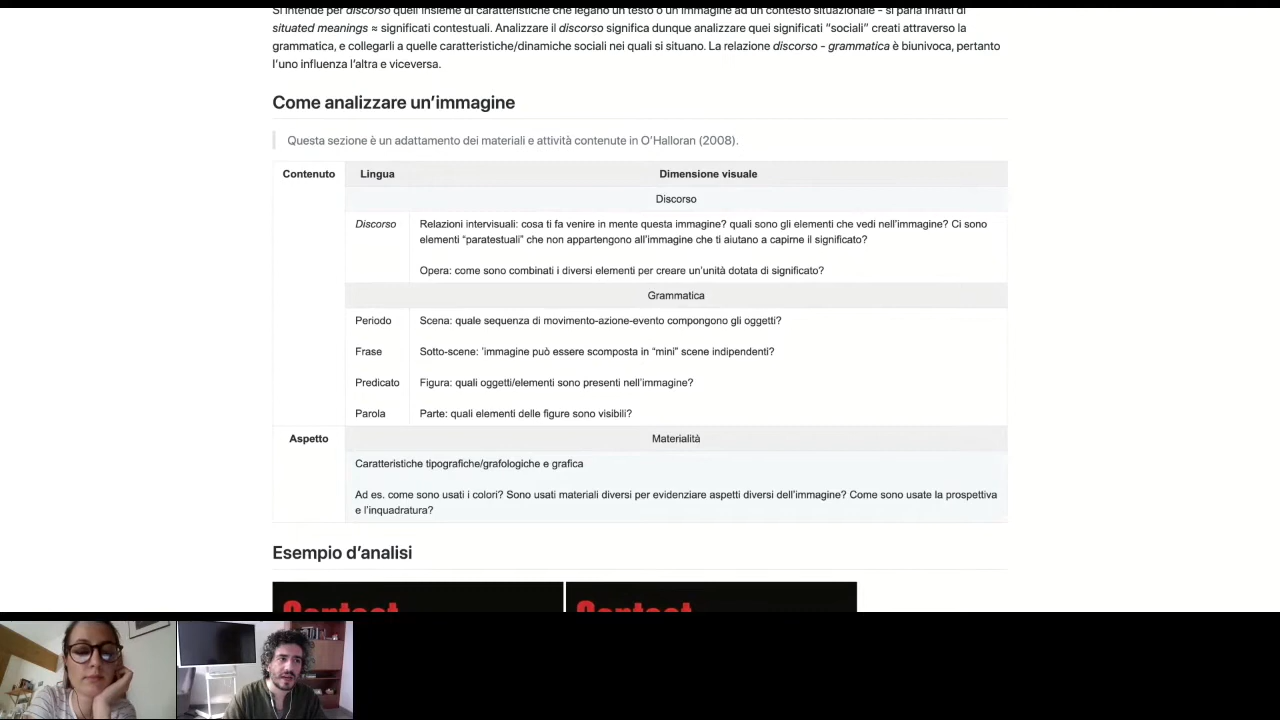 Si intende per discorso quell'insieme di caratteristiche che legano un testo o un'immagine ad un contesto situazionale - si parla infatti di
situated meanings ≈ significati contestuali. Analizzare il discorso significa dunque analizzare quei significati “sociali” creati attraverso la
grammatica, e collegarli a quelle caratteristiche/dinamiche sociali nei quali si situano. La relazione discorso - grammatica è biunivoca, pertanto
l'uno influenza l'altra e viceversa.
Come analizzare un'immagine
Questa sezione è un adattamento dei materiali e attività contenute in O'Halloran (2008).
Contenuto Lingua Dimensione visuale
Discorso
Discorso Relazioni intervisuali: cosa ti fa venire in mente questa immagine? quali sono gli elementi che vedi nell'immagine? Ci sono
elementi “paratestuali” che non appartengono all'immagine che ti aiutano a capirne il significato?
Opera: come sono combinati i diversi elementi per creare un'unità dotata di significato?
Grammatica
Periodo Scena: quale sequenza di movimento-azione-evento compongono gli oggetti?
Frase Sotto-scene: 'immagine può essere scomposta in “mini” scene indipendenti?
Predicato Figura: quali oggetti/elementi sono presenti nell'immagine?
Parola Parte: quali elementi delle figure sono visibili?
Aspetto Materialità
Caratteristiche tipografiche/grafologiche e grafica
Ad es. come sono usati i colori? Sono usati materiali diversi per evidenziare aspetti diversi dell'immagine? Come sono usate la prospettiva
e l'inquadratura?
Esempio d'analisi
Contact Contact